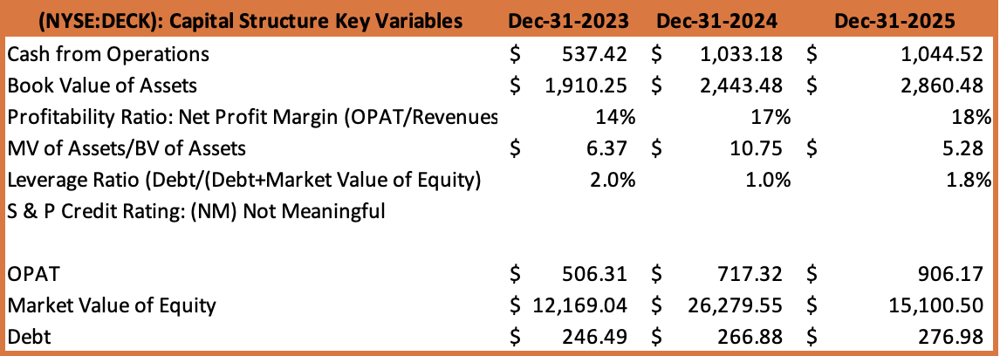 (NYSE:DECK): Capital Structure Key Variables Dec-31-2023 Dec-31-2024 Dec-31-2025
Cash from Operations $ 537.42 $ 1,033.18 $ 1,044.52
Book Value of Assets $ 1,910.25 $ 2,443.48 $ 2,860.48
Profitability Ratio: Net Profit Margin (OPAT/Revenues 14% 17% 18%
MV of Assets/BV of Assets $ 6.37 $ 10.75 $ 5.28
Leverage Ratio (Debt/(Debt+Market Value of Equity) 2.0% 1.0% 1.8%
S & P Credit Rating: (NM) Not Meaningful
OPAT $ 506.31 $ 717.32 $ 906.17
Market Value of Equity $ 12,169.04 $ 26,279.55 $ 15,100.50
Debt $ 246.49 $ 266.88 $ 276.98